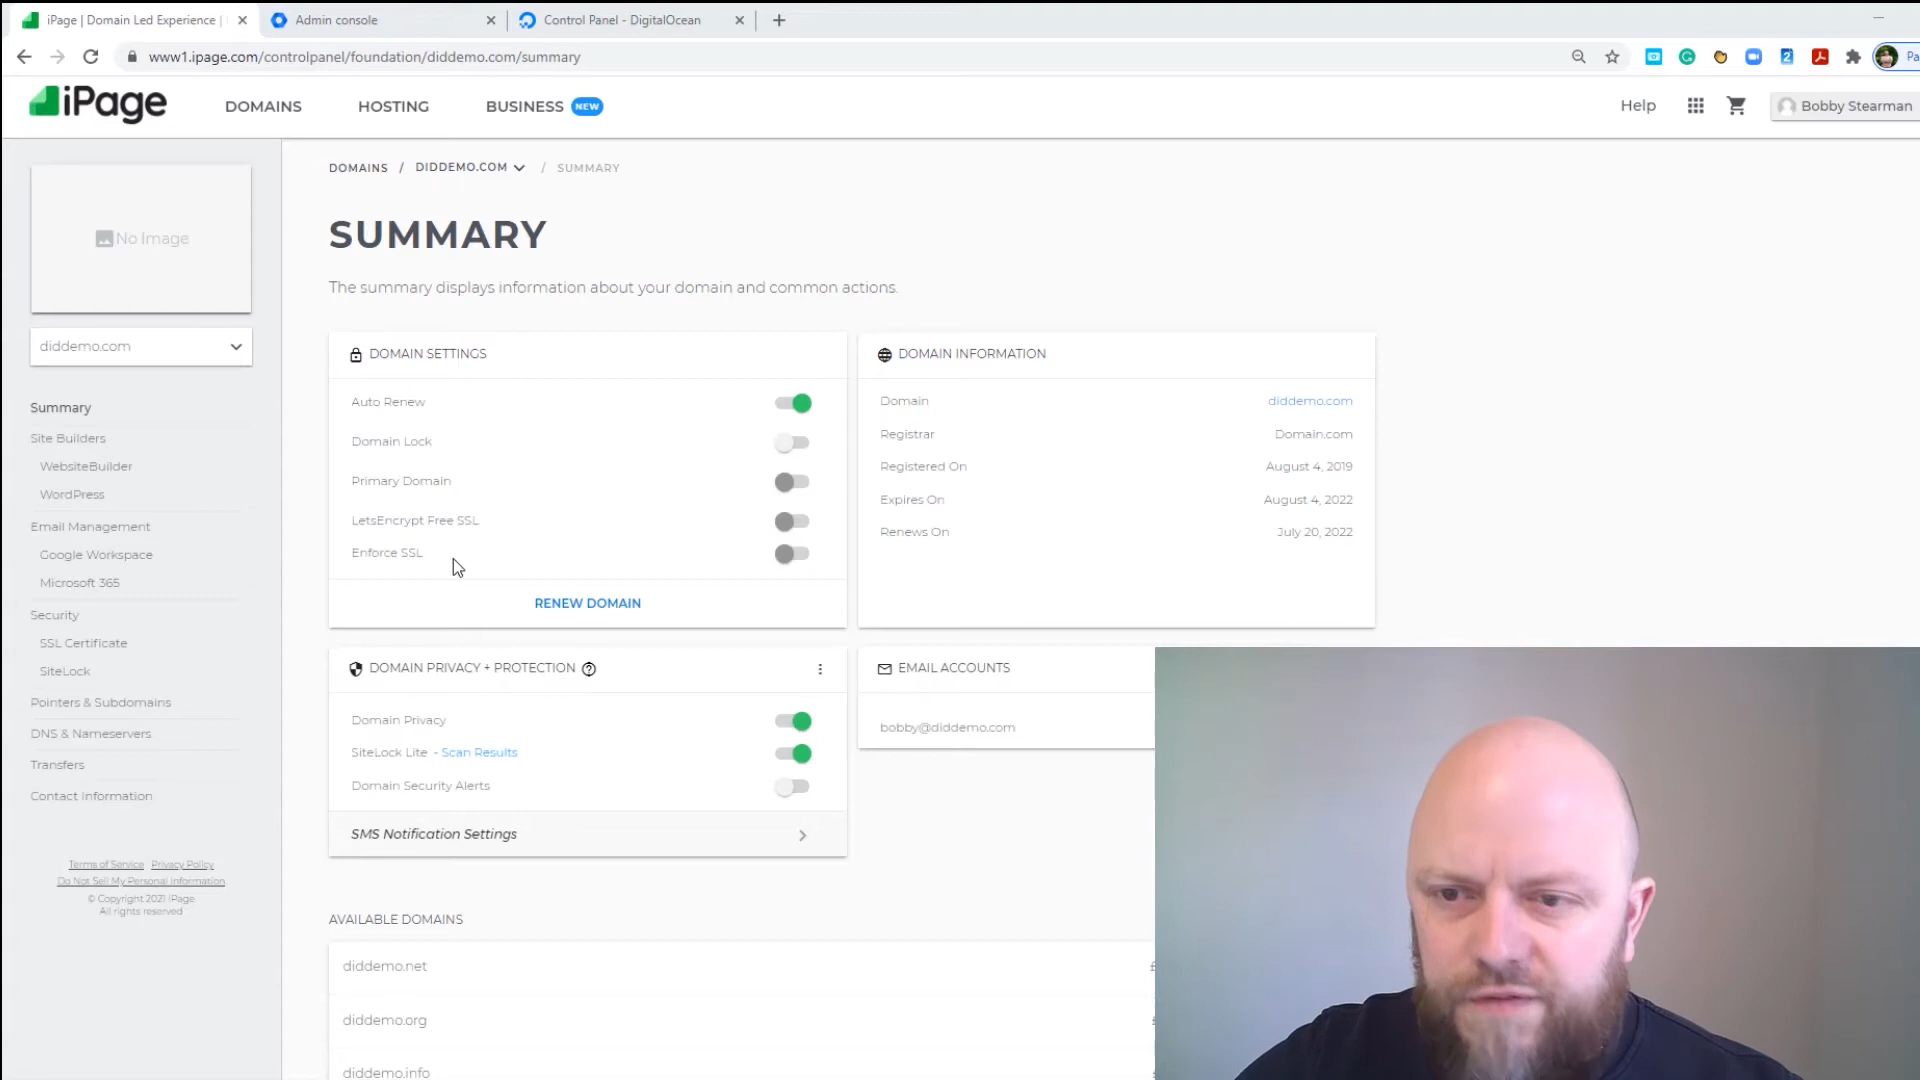 iPage | Domain Led Experience |
Admin console
Control Panel - DigitalOcean
www1.ipage.com/controlpanel/foundation/diddemo.com/summary
Pa
iPage
DOMAINS
HOSTING
BUSINESS NEW
Help
Bobby Stearman
No Image
diddemo.com
Summary
Site Builders
WebsiteBuilder
WordPress
Email Management
Google Workspace
Microsoft 365
Security
SSL Certificate
SiteLock
Pointers & Subdomains
DNS & Nameservers
Transfers
Contact Information
Terms of Service Privacy Policy
Do Not Sell My Personal Information
© Copyright 2021 iPage
All rights reserved
DOMAINS / DIDDEMO.COM / SUMMARY
SUMMARY
The summary displays information about your domain and common actions.
DOMAIN SETTINGS
Auto Renew
Domain Lock
Primary Domain
LetsEncrypt Free SSL
Enforce SSL
RENEW DOMAIN
DOMAIN INFORMATION
Domain diddemo.com
Registrar Domain.com
Registered On August 4, 2019
Expires On August 4, 2022
Renews On July 20, 2022
DOMAIN PRIVACY + PROTECTION
Domain Privacy
SiteLock Lite - Scan Results
Domain Security Alerts
SMS Notification Settings
EMAIL ACCOUNTS
bobby@diddemo.com
AVAILABLE DOMAINS
diddemo.net £
diddemo.org £
diddemo.info £